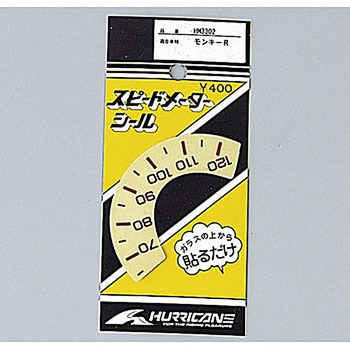 品番 HM3302
適合車種 モンキーR
¥400
スピードメーター
シール
70 80 90 100 110 120
ガラスの上から
貼るだけ
HURRICANE
FOR THE RIDING PLEASURE